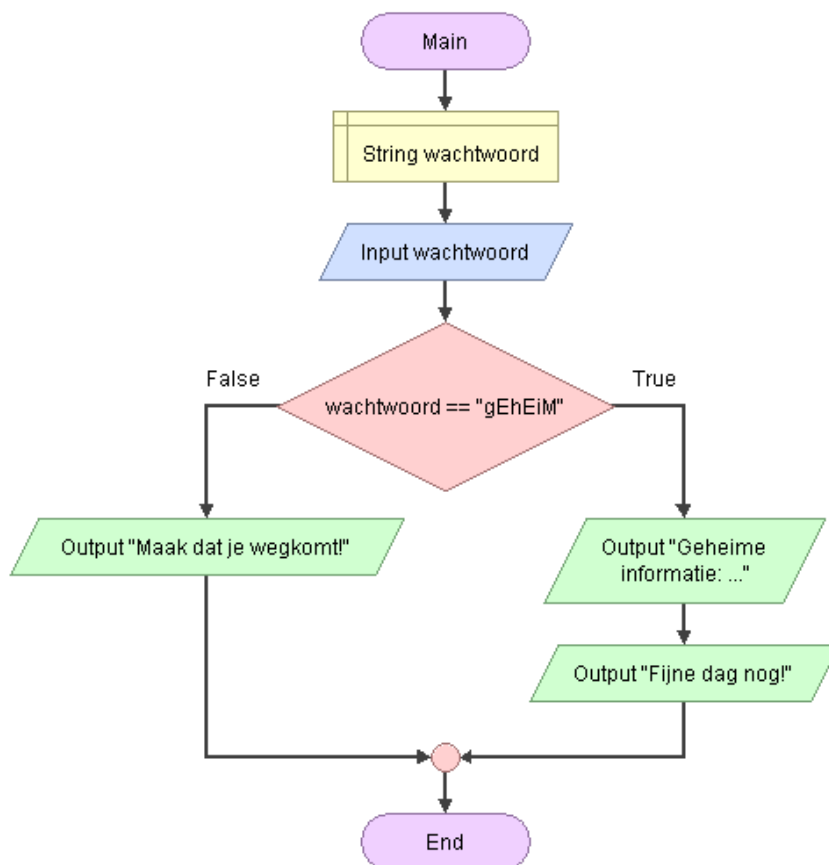 Main
String wachtwoord
Input wachtwoord
False
True
wachtwoord == "gEhEiM"
Output "Maak dat je wegkomt!"
Output "Geheime
informatie: ..."
Output "Fijne dag nog!"
End